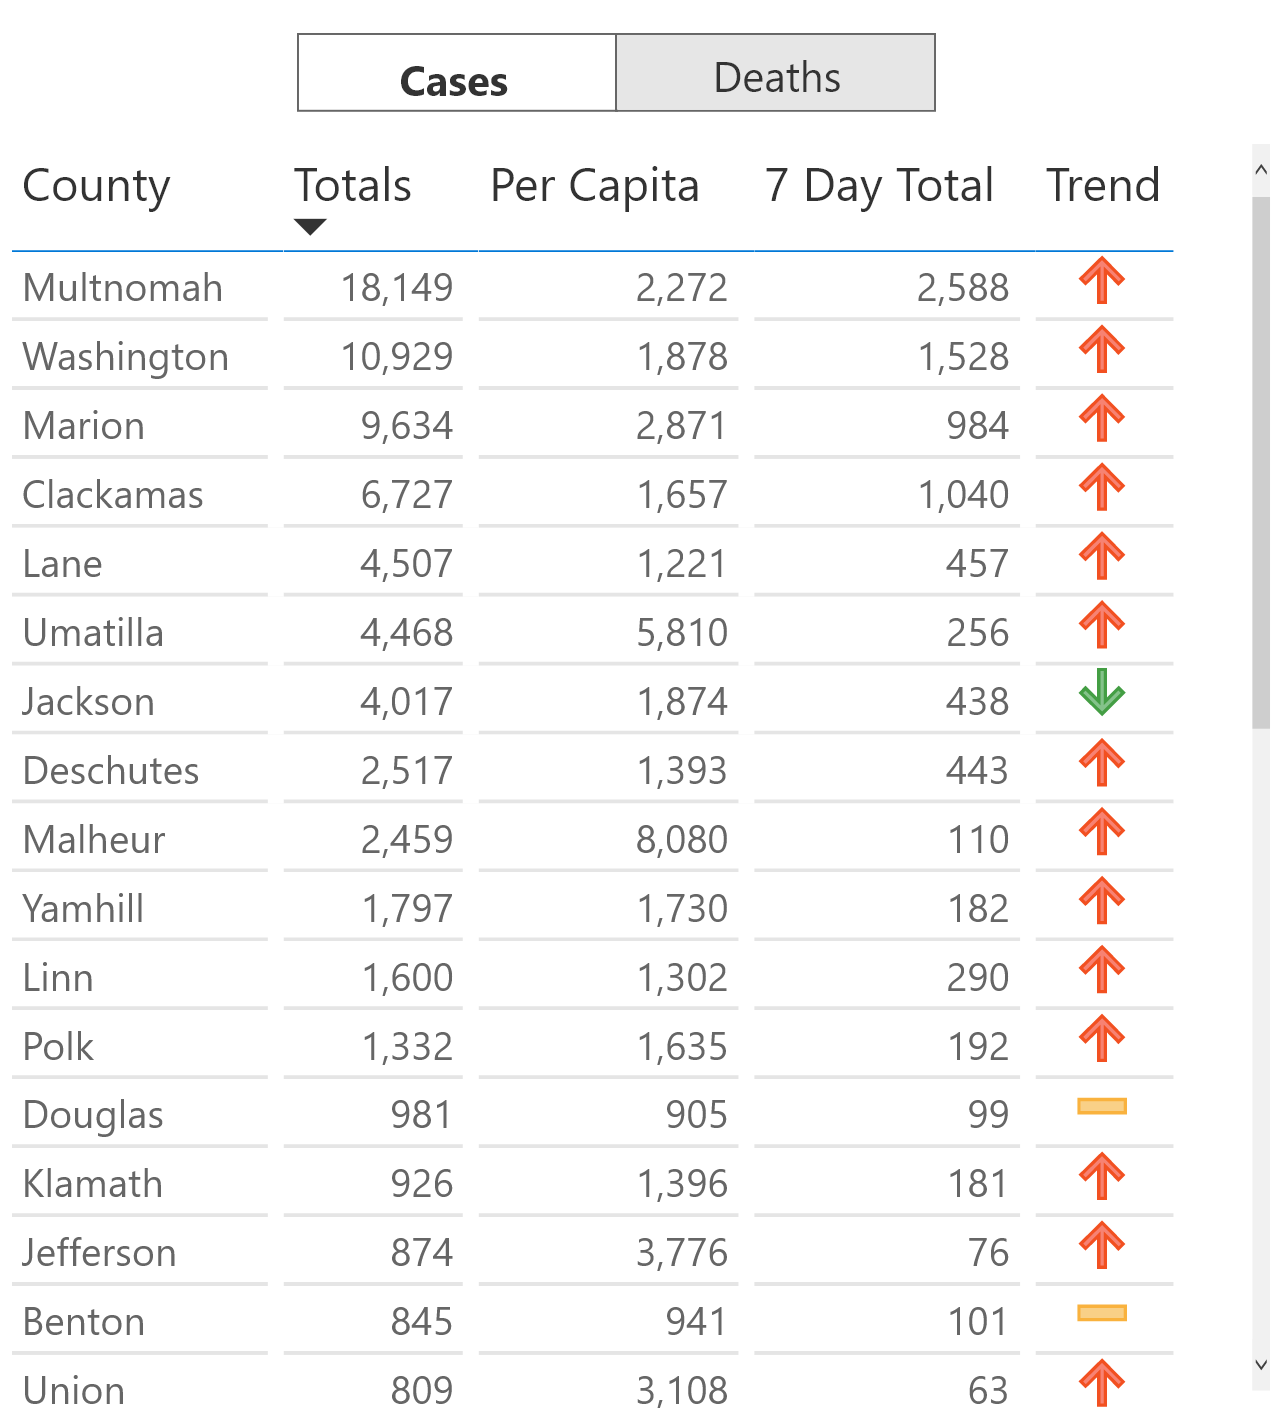 Cases Deaths
County Totals Per Capita 7 Day Total Trend
Multnomah 18,149 2,272 2,588
Washington 10,929 1,878 1,528
Marion 9,634 2,871 984
Clackamas 6,727 1,657 1,040
Lane 4,507 1,221 457
Umatilla 4,468 5,810 256
Jackson 4,017 1,874 438
Deschutes 2,517 1,393 443
Malheur 2,459 8,080 110
Yamhill 1,797 1,730 182
Linn 1,600 1,302 290
Polk 1,332 1,635 192
Douglas 981 905 99
Klamath 926 1,396 181
Jefferson 874 3,776 76
Benton 845 941 101
Union 809 3,108 63